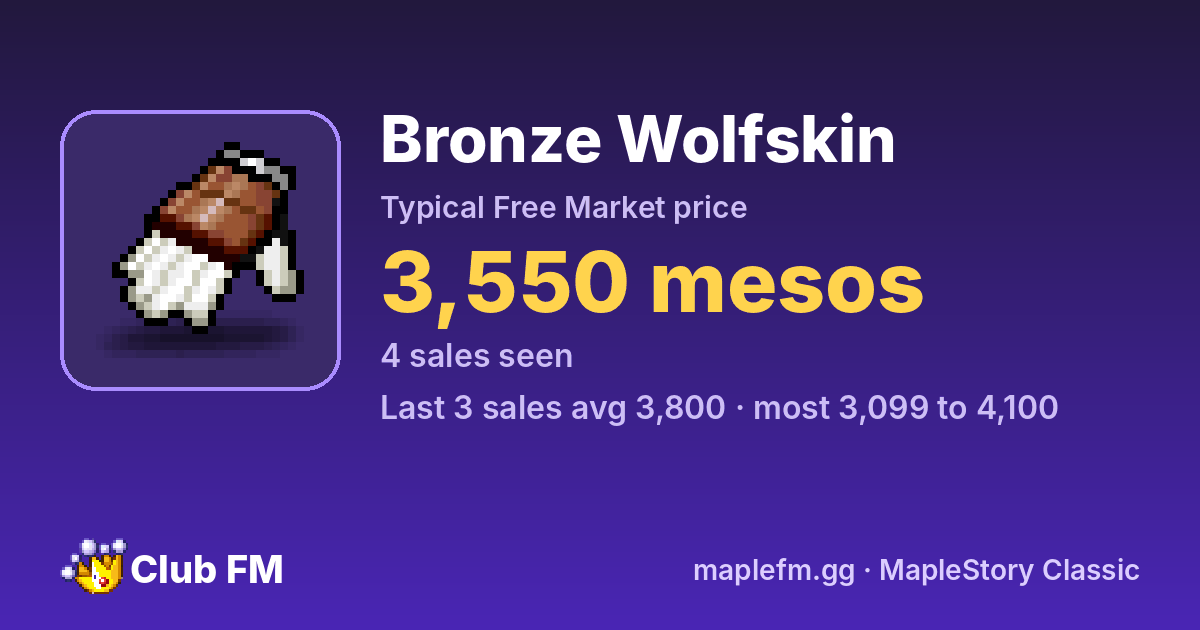 Bronze Wolfskin
Typical Free Market price
3,550 mesos
4 sales seen
Last 3 sales avg 3,800 · most 3,099 to 4,100
Club FM
maplefm.gg · MapleStory Classic